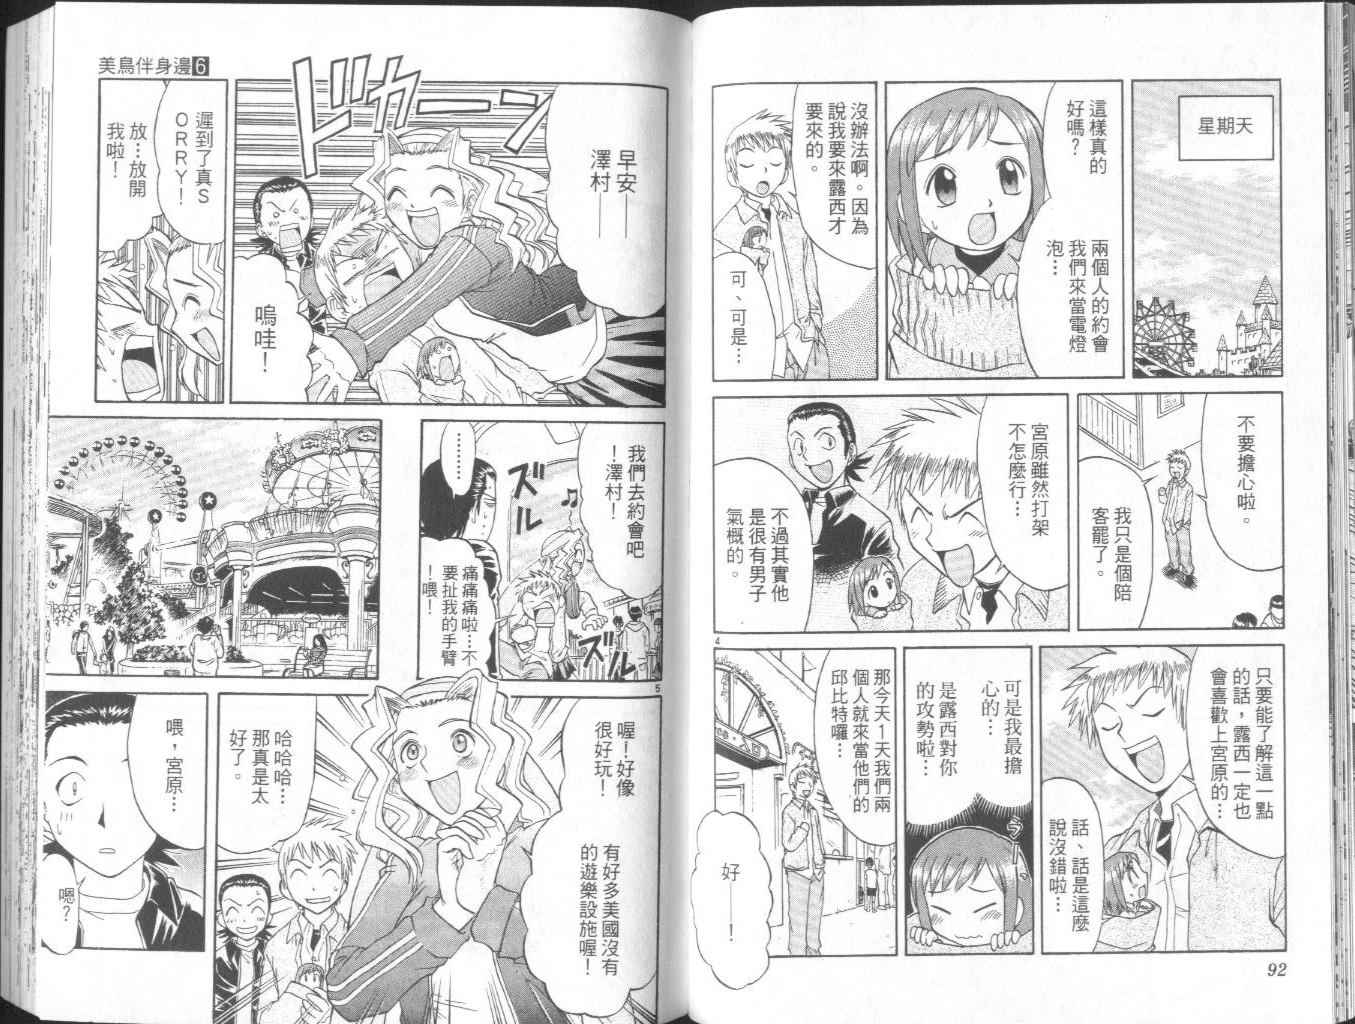 星期天
這樣真的
好嗎？
兩個人的約會
我們來當電燈
泡…
沒辦法啊。因為
說我要來露西才
要來的。
可、可是…
不要擔心啦。
我只是個陪
客罷了。
宮原雖然打架
不怎麼行…
不過其實他
是很有男子
氣概的。
4
只要能了解這一點
的話，露西一定也
會喜歡上宮原的…
話、話是這麼
說沒錯啦…
可是我最擔
心的…
是露西對你
的攻勢啦…
うーっ
那今天1天我們兩
個人就來當他們的
邱比特囉…
好——！
92
美鳥伴身邊6
早安——
澤村——
ドカーン
嗚哇！
遲到了真S
ORRY！
放…放開
我啦！
我們去約會吧
！澤村！
ズル
♫
ズル
………
痛痛痛啦…不
要扯我的手臂
！喂！
5
喔！好像
很好玩！
有好多美國沒有
的遊樂設施喔！
哈哈哈…
那真是太
好了。
喂，宮原…
嗯？